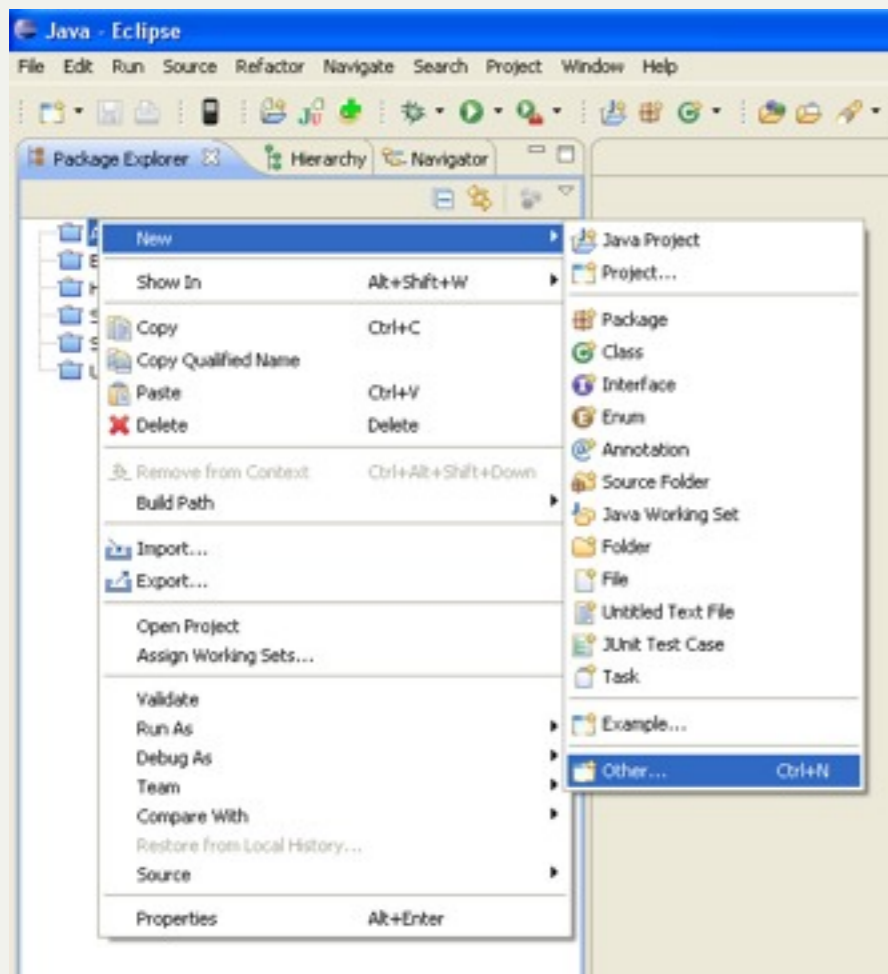 Java - Eclipse
File Edit Run Source Refactor Navigate Search Project Window Help
Package Explorer Hierarchy Navigator
New
Show In Alt+Shift+W
Copy Ctrl+C
Copy Qualified Name
Paste Ctrl+V
Delete Delete
Remove from Context Ctrl+Alt+Shift+Down
Build Path
Import...
Export...
Open Project
Assign Working Sets...
Validate
Run As
Debug As
Team
Compare With
Restore from Local History...
Source
Properties Alt+Enter
Java Project
Project...
Package
Class
Interface
Enum
Annotation
Source Folder
Java Working Set
Folder
File
Untitled Text File
JUnit Test Case
Task
Example...
Other... Ctrl+N